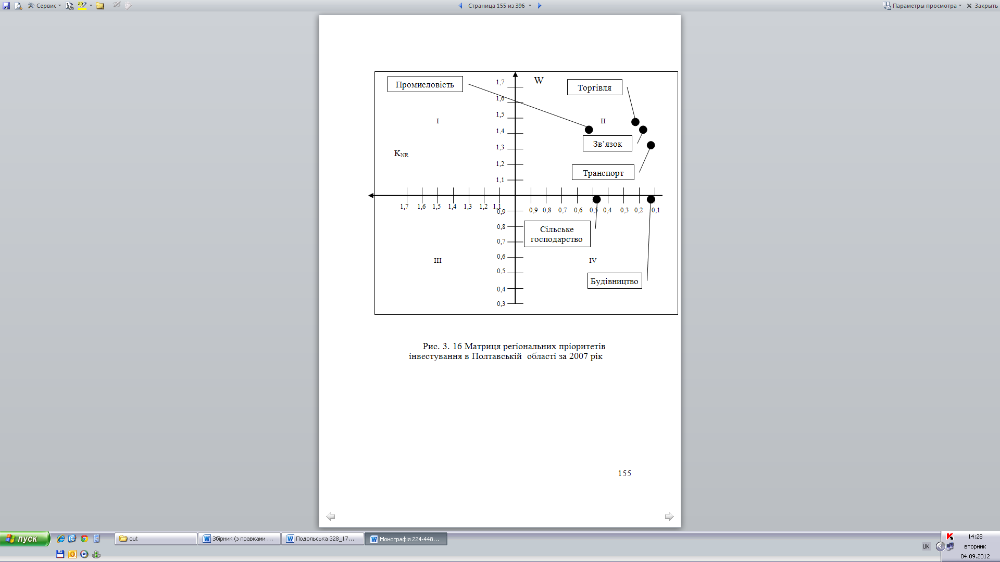 Сервис
Страница 155 из 396
Параметры просмотра
Закрыть
Промисловість
1,7
W
Торгівля
1,6
1,5
I
II
1,4
Зв’язок
1,3
KNR
1,2
Транспорт
1,1
1,7 1,6 1,5 1,4 1,3 1,2 1,1
0,9 0,8 0,7 0,6 0,5 0,4 0,3 0,2 0,1
0,9
0,8
Сільське
господарство
0,7
0,6
III
IV
0,5
Будівництво
0,4
0,3
Рис. 3. 16 Матриця регіональних пріоритетів
інвестування в Полтавській області за 2007 рік
155
пуск
out
Збірник (з правками ...
Подольська 328_17...
Монографія 224-448...
UK
14:28
вторник
04.09.2012